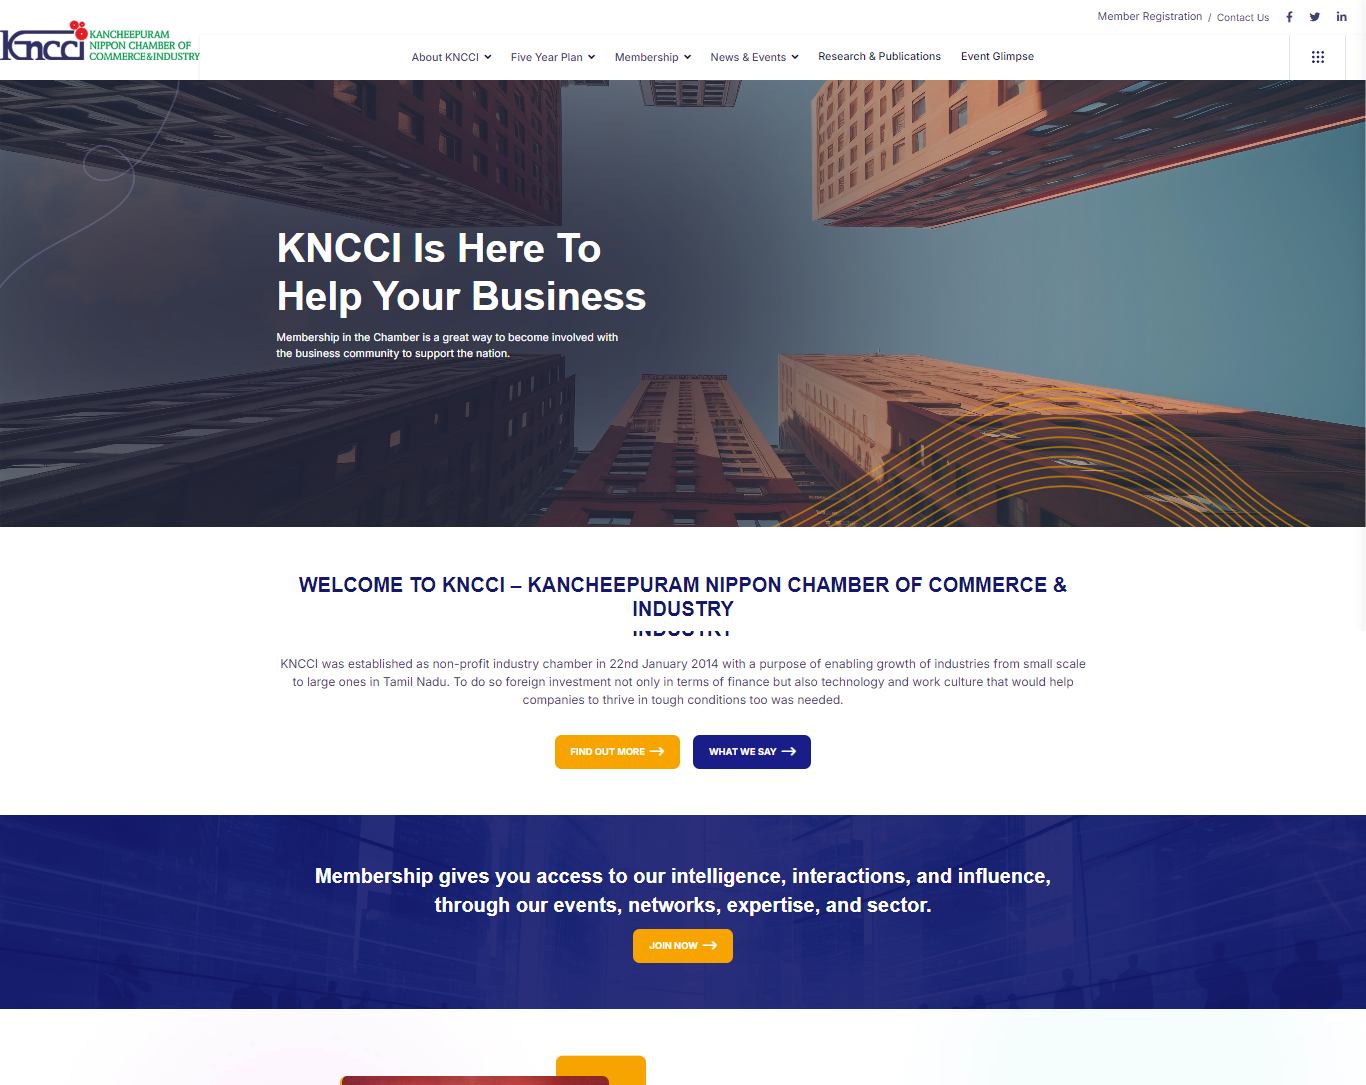 Member Registration / Contact Us
Kncci
KANCHEEPURAM
NIPPON CHAMBER OF
COMMERCE & INDUSTRY
About KNCCI
Five Year Plan
Membership
News & Events
Research & Publications
Event Glimpse
KNCCI Is Here To
Help Your Business
Membership in the Chamber is a great way to become involved with
the business community to support the nation.
WELCOME TO KNCCI – KANCHEEPURAM NIPPON CHAMBER OF COMMERCE &
INDUSTRY
INDUSTRY
KNCCI was established as non-profit industry chamber in 22nd January 2014 with a purpose of enabling growth of industries from small scale
to large ones in Tamil Nadu. To do so foreign investment not only in terms of finance but also technology and work culture that would help
companies to thrive in tough conditions too was needed.
FIND OUT MORE
WHAT WE SAY
Membership gives you access to our intelligence, interactions, and influence,
through our events, networks, expertise, and sector.
JOIN NOW